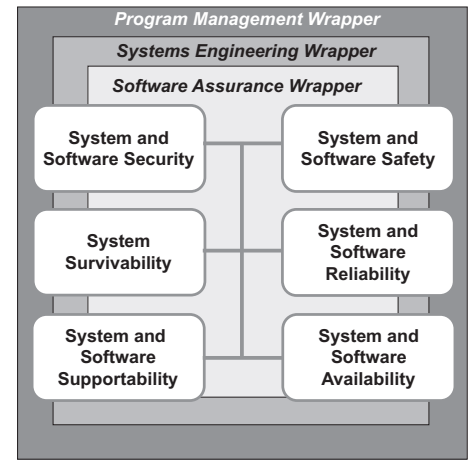 Program Management Wrapper
Systems Engineering Wrapper
Software Assurance Wrapper
System and
Software Security
System and
Software Safety
System
Survivability
System and
Software
Reliability
System and
Software
Supportability
System and
Software
Availability